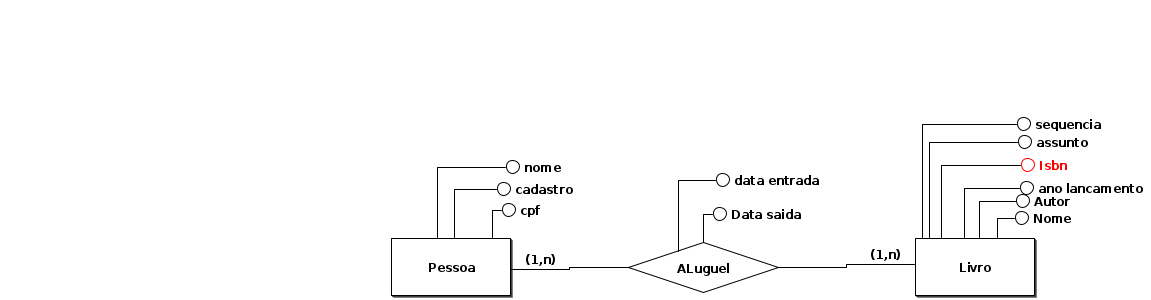 sequencia
assunto
Isbn
ano lancamento
Autor
Nome
nome
cadastro
cpf
data entrada
Data saida
(1,n)
(1,n)
Pessoa
ALuguel
Livro